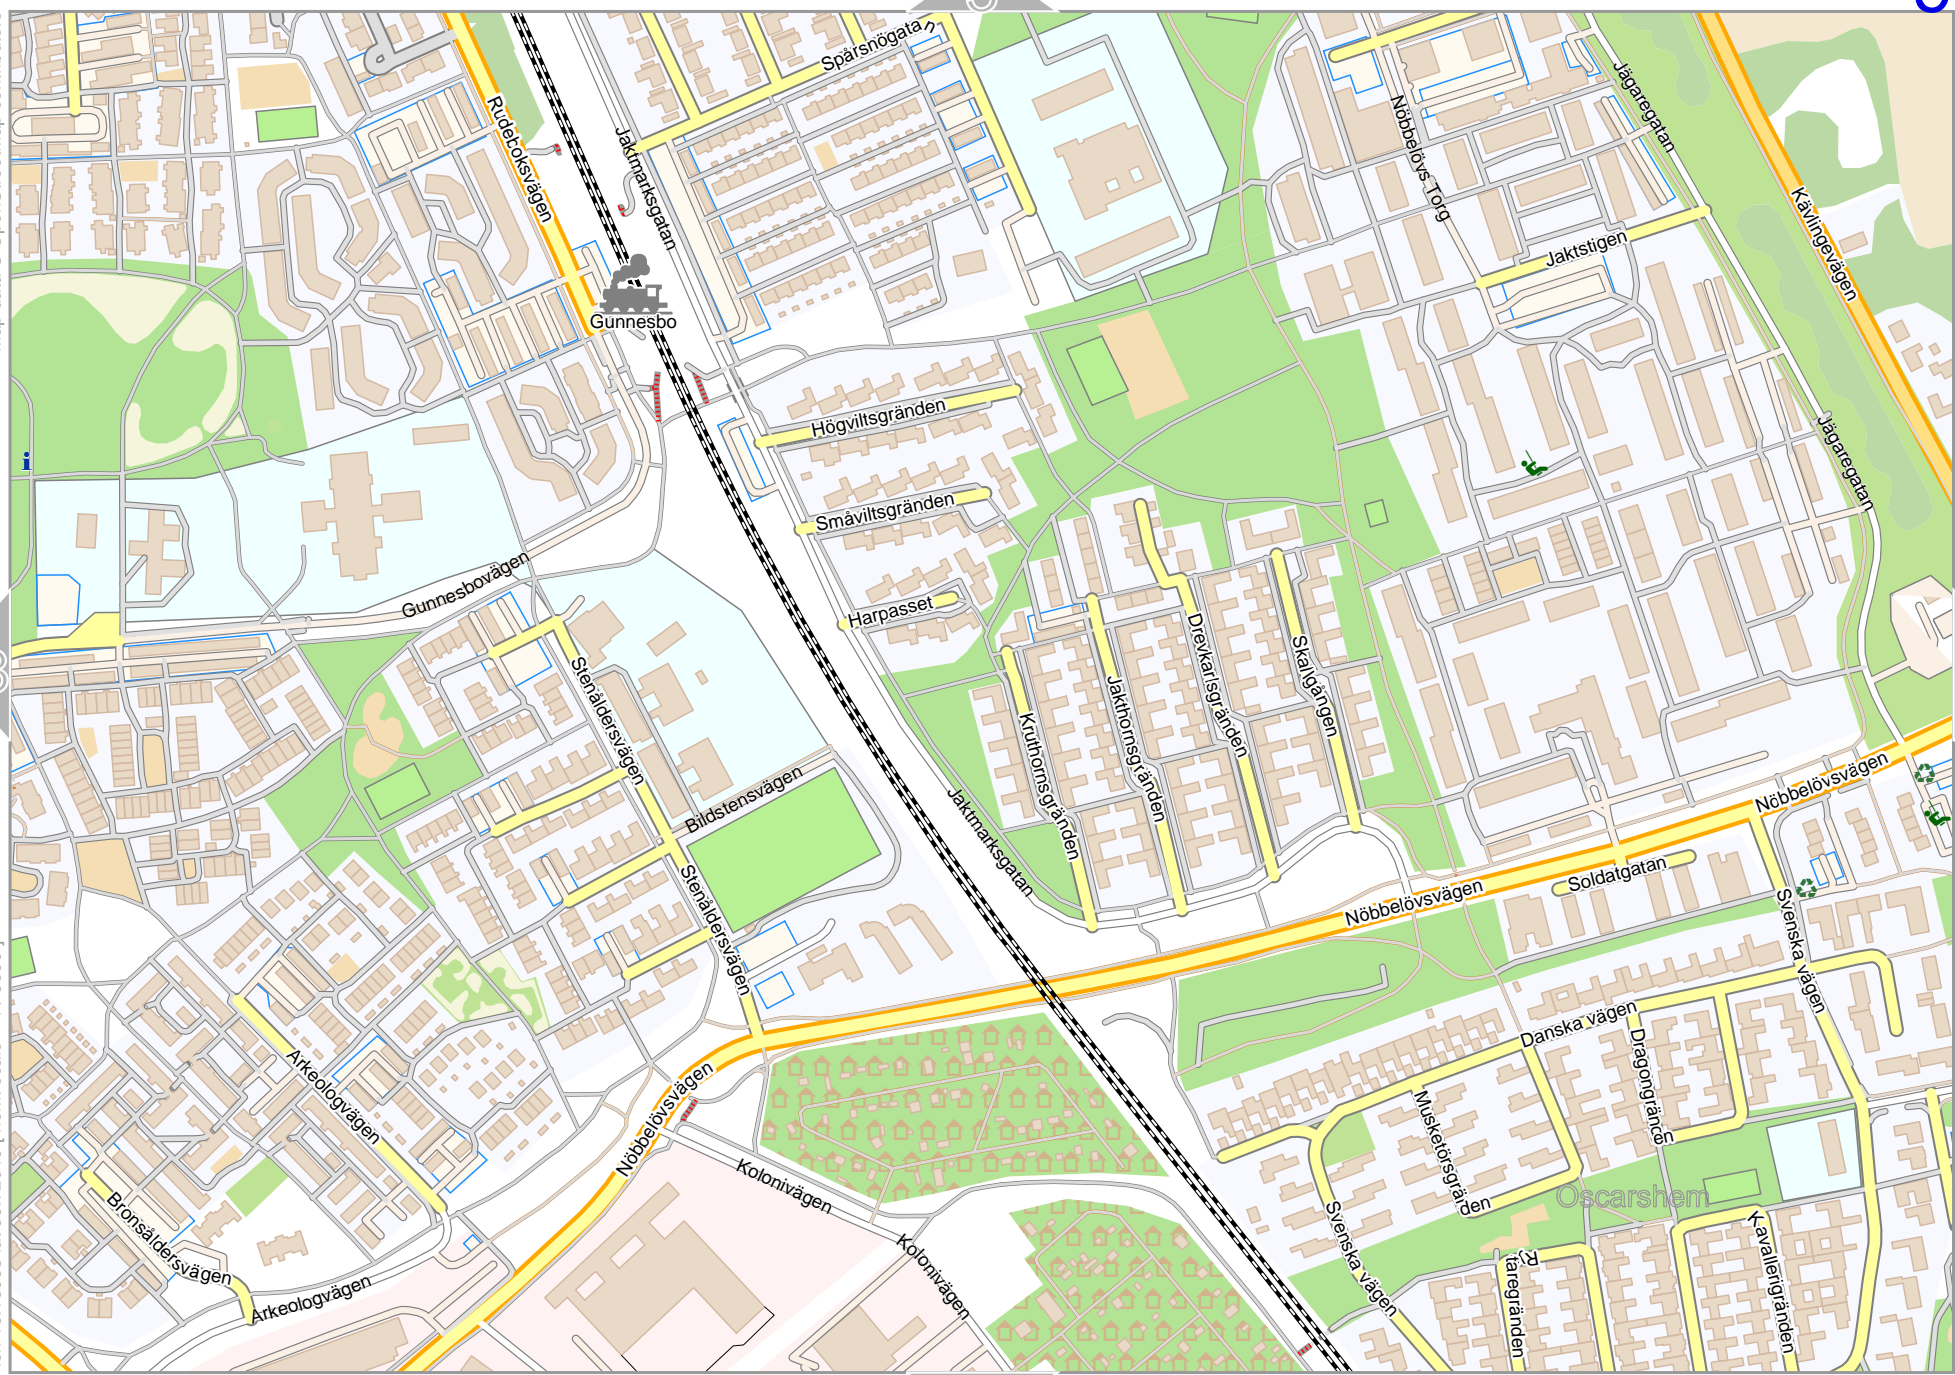 Spårsnögatan
Jägaregatan
Rudeboksvägen
Jaktmarksgatan
Nöbbelövs Torg
Kävlingevägen
Jaktstigen
Gunnesbo
Högviltsgränden
Jägaregatan
i
Småviltsgränden
Gunnesbovägen
Harpasset
Drevkarlsgränden
Skallgången
Stenåldersvägen
Jakthornsgränden
Kruthornsgränden
Bildstensvägen
Nöbbelövsvägen
Jaktmarksgatan
Stenåldersvägen
Soldatgatan
Nöbbelövsvägen
Svenska vägen
Danska vägen
Dragongränden
Arkeologvägen
Nöbbelövsvägen
Musketörsgränden
Kolonivägen
Oscarshem
Bronsåldersvägen
Svenska vägen
Kavallerigränden
Kolonivägen
Ryttaregränden
Arkeologvägen